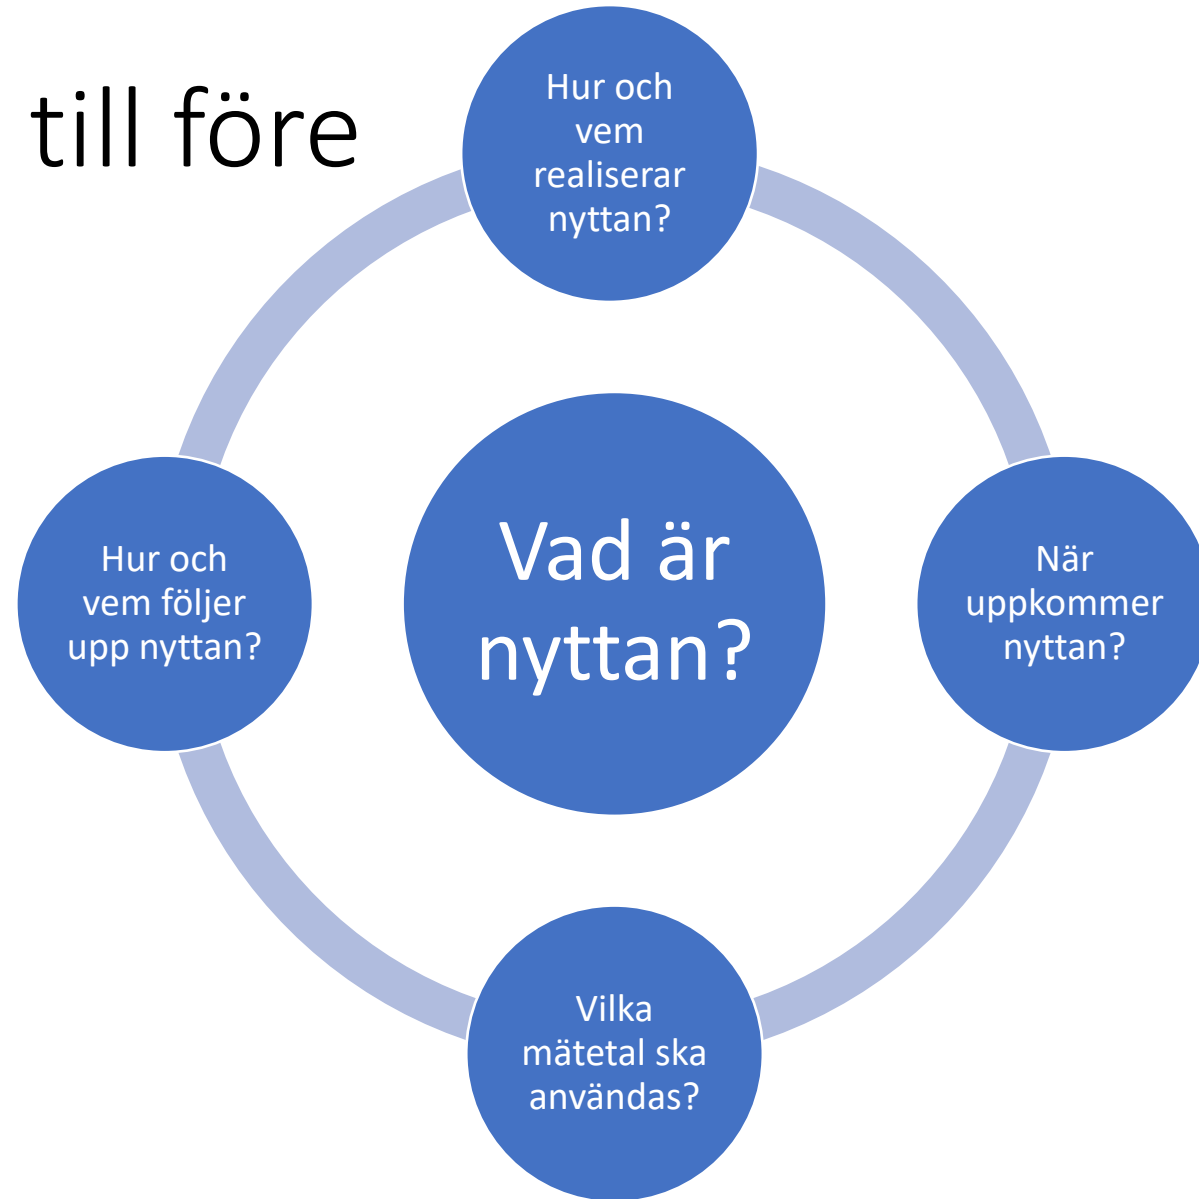 till före
Hur och
vem
realiserar
nyttan?
Vad är
nyttan?
När
uppkommer
nyttan?
Vilka
mätetal ska
användas?
Hur och
vem följer
upp nyttan?